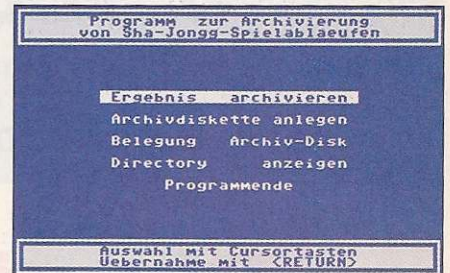 Programm zur Archivierung
von Sha-Jongg-Spielablaeufen
Ergebnis archivieren
Archivdiskette anlegen
Belegung Archiv-Disk
Directory anzeigen
Programmende
Auswahl mit Cursortasten
Uebernahme mit <RETURN>